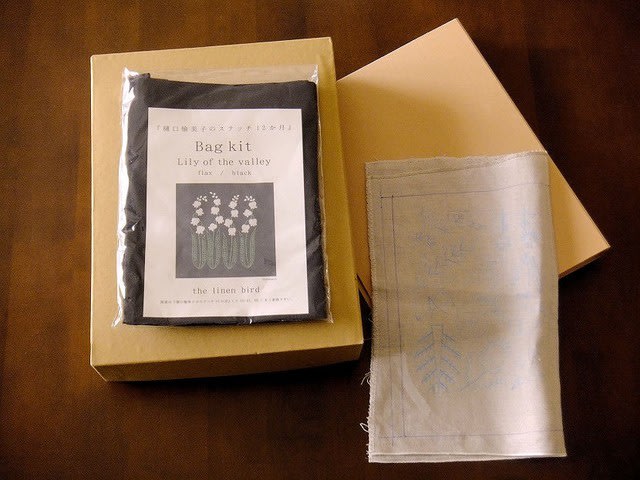 『樋口愉美子のステッチ12か月』
Bag kit
Lily of the valley
flax / black
the linen bird